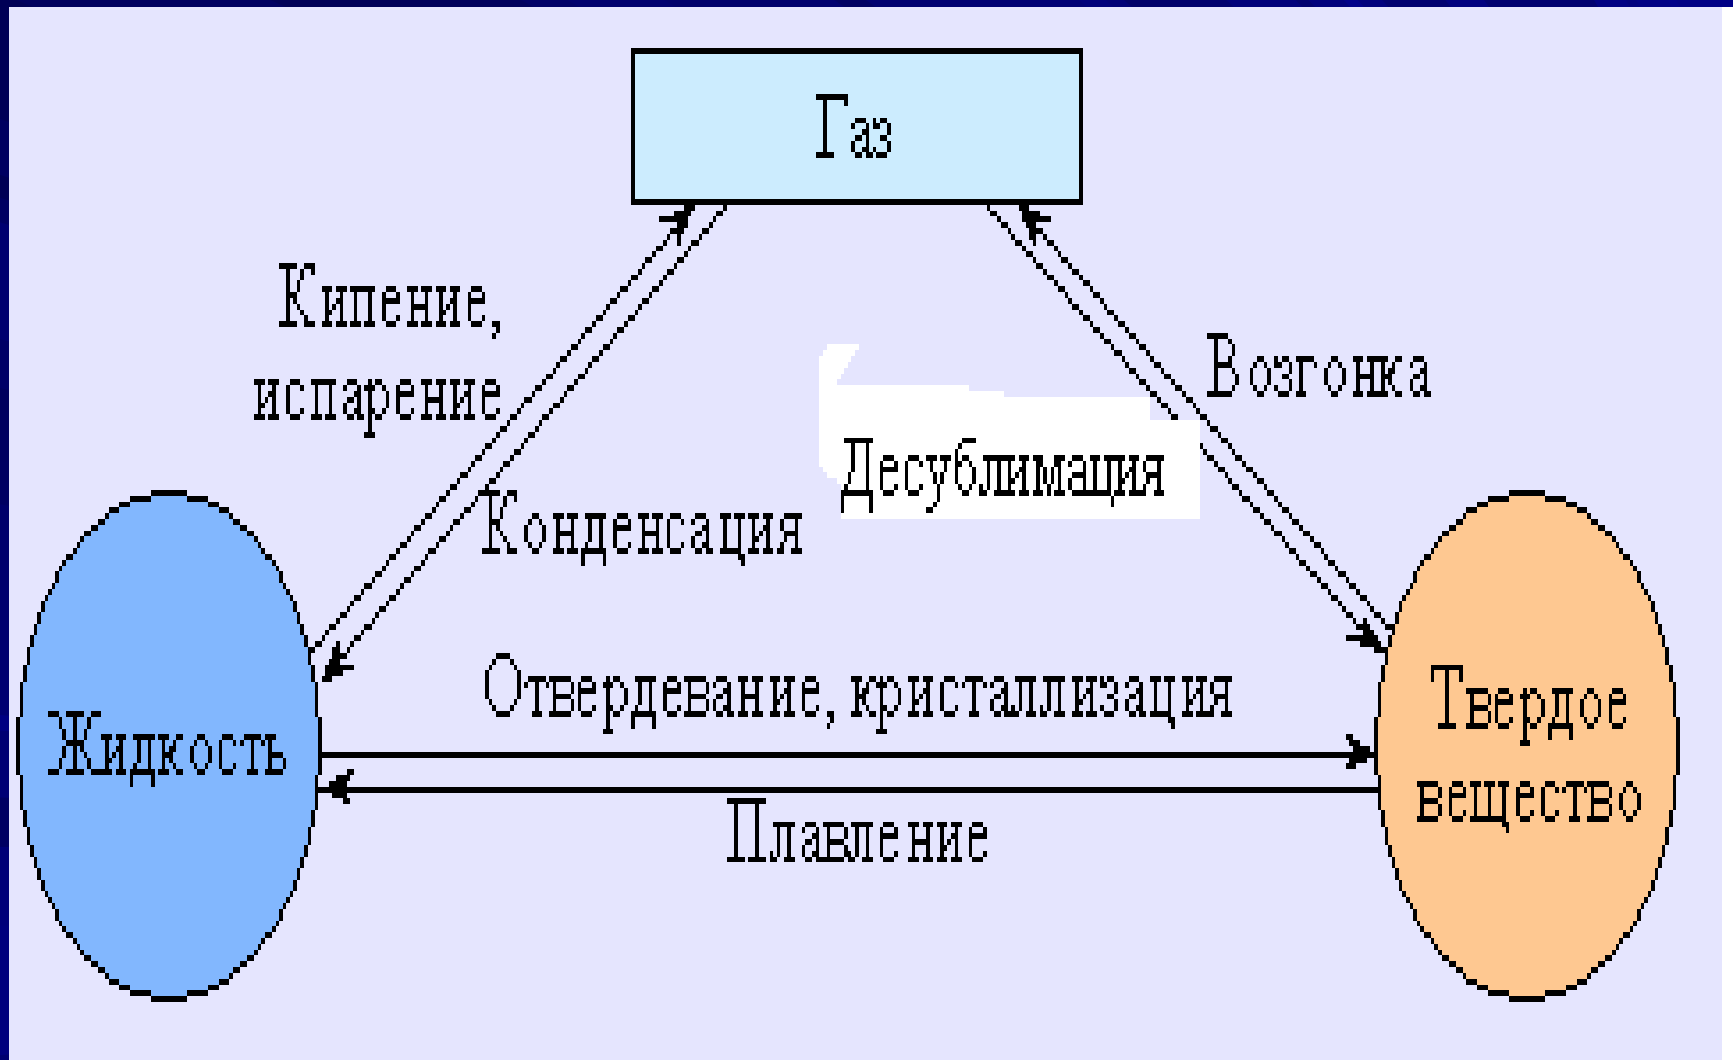 Газ
Кипение,
испарение
Возгонка
Десублимация
Конденсация
Отвердевание, кристаллизация
Жидкость
Твердое
вещество
Плавление